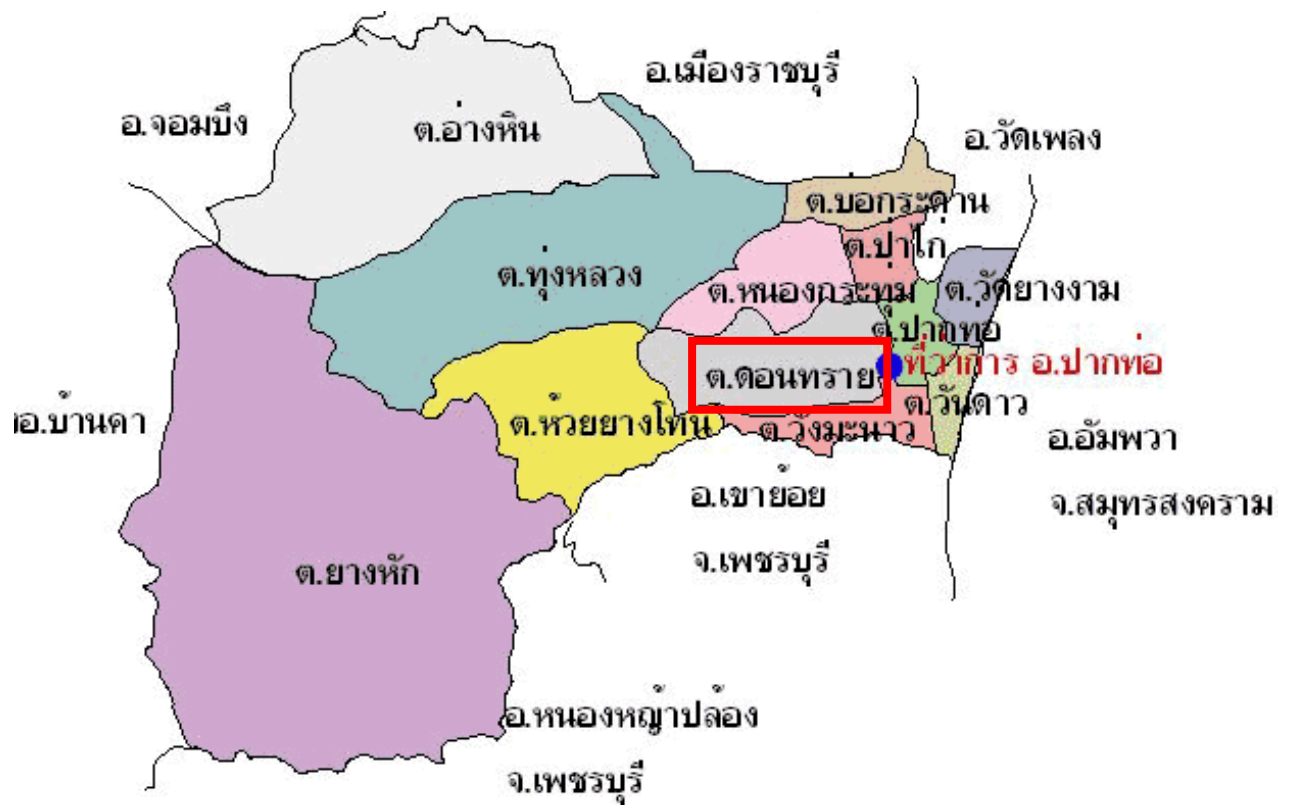 อ.เมืองราชบุรี
อ.จอมบึง
ต.อ่างหิน
อ.วัดเพลง
ต.บ่อกระดาน
ต.ป่าไก่
ต.ทุ่งหลวง
ต.หนองกระทุ่ม
ต.วัดยางงาม
ต.ปากท่อ
ที่ว่าการ อ.ปากท่อ
ต.ดอนทราย
ต.วันดาว
อ.บ้านคา
ต.ห้วยยางโทน
ต.วังมะนาว
อ.อัมพวา
จ.สมุทรสงคราม
อ.เขาย้อย
จ.เพชรบุรี
ต.ยางหัก
อ.หนองหญ้าปล้อง
จ.เพชรบุรี